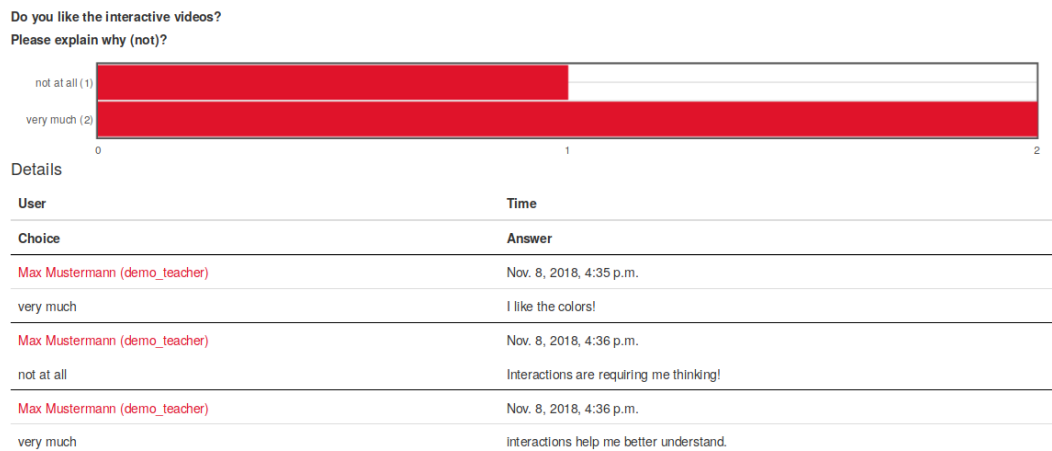 Do you like the interactive videos?
Please explain why (not)?
not at all (1)
very much (2)
0 1 2
Details
User Time
Choice Answer
Max Mustermann (demo_teacher) Nov. 8, 2018, 4:35 p.m.
very much I like the colors!
Max Mustermann (demo_teacher) Nov. 8, 2018, 4:36 p.m.
not at all Interactions are requiring me thinking!
Max Mustermann (demo_teacher) Nov. 8, 2018, 4:36 p.m.
very much interactions help me better understand.